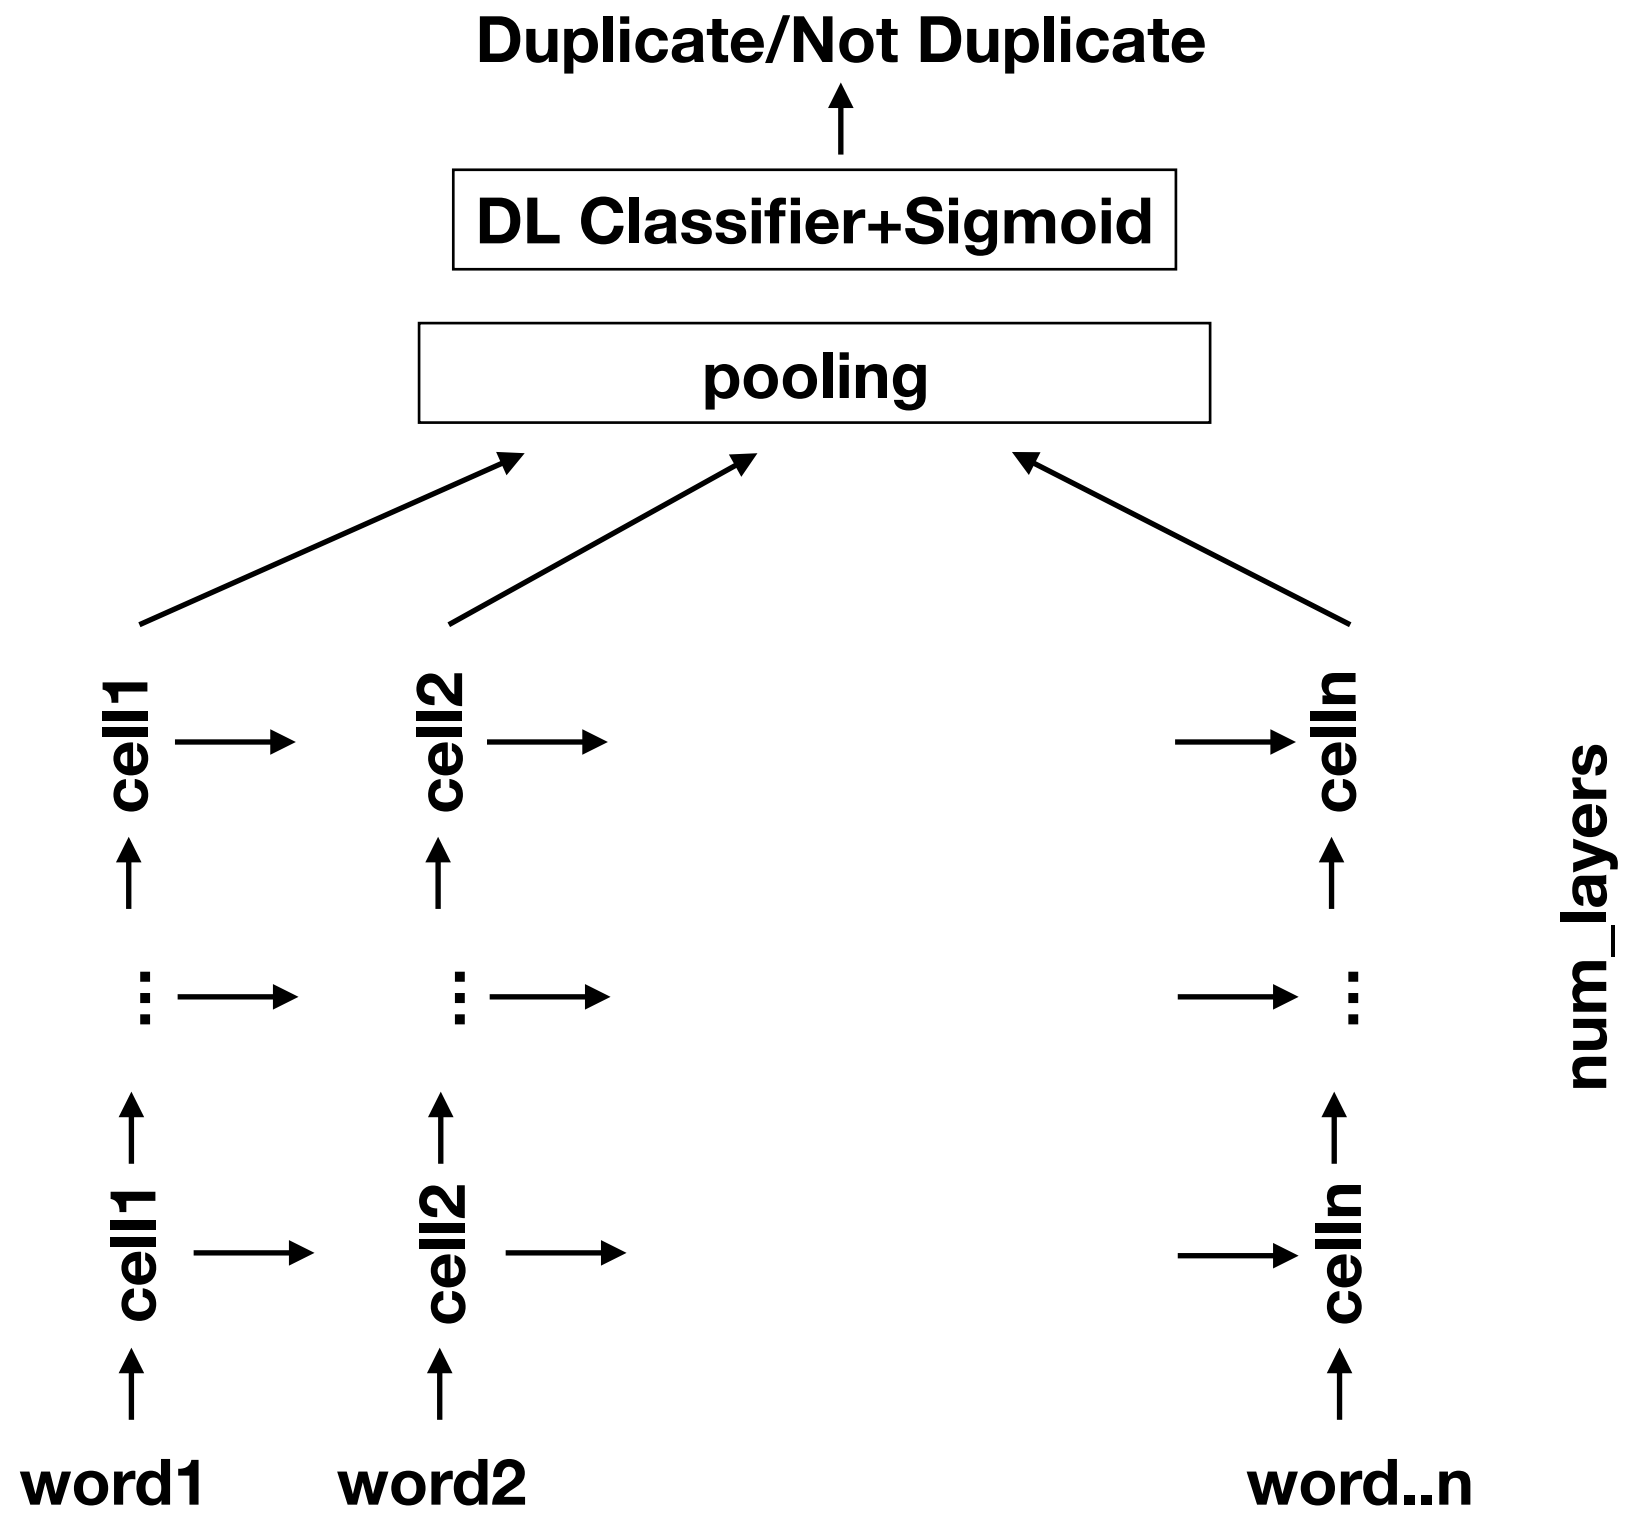 Duplicate/Not Duplicate
DL Classifier+Sigmoid
pooling
cell1 cell2 celln
num_layers
... ... ...
cell1 cell2 celln
word1 word2 word..n